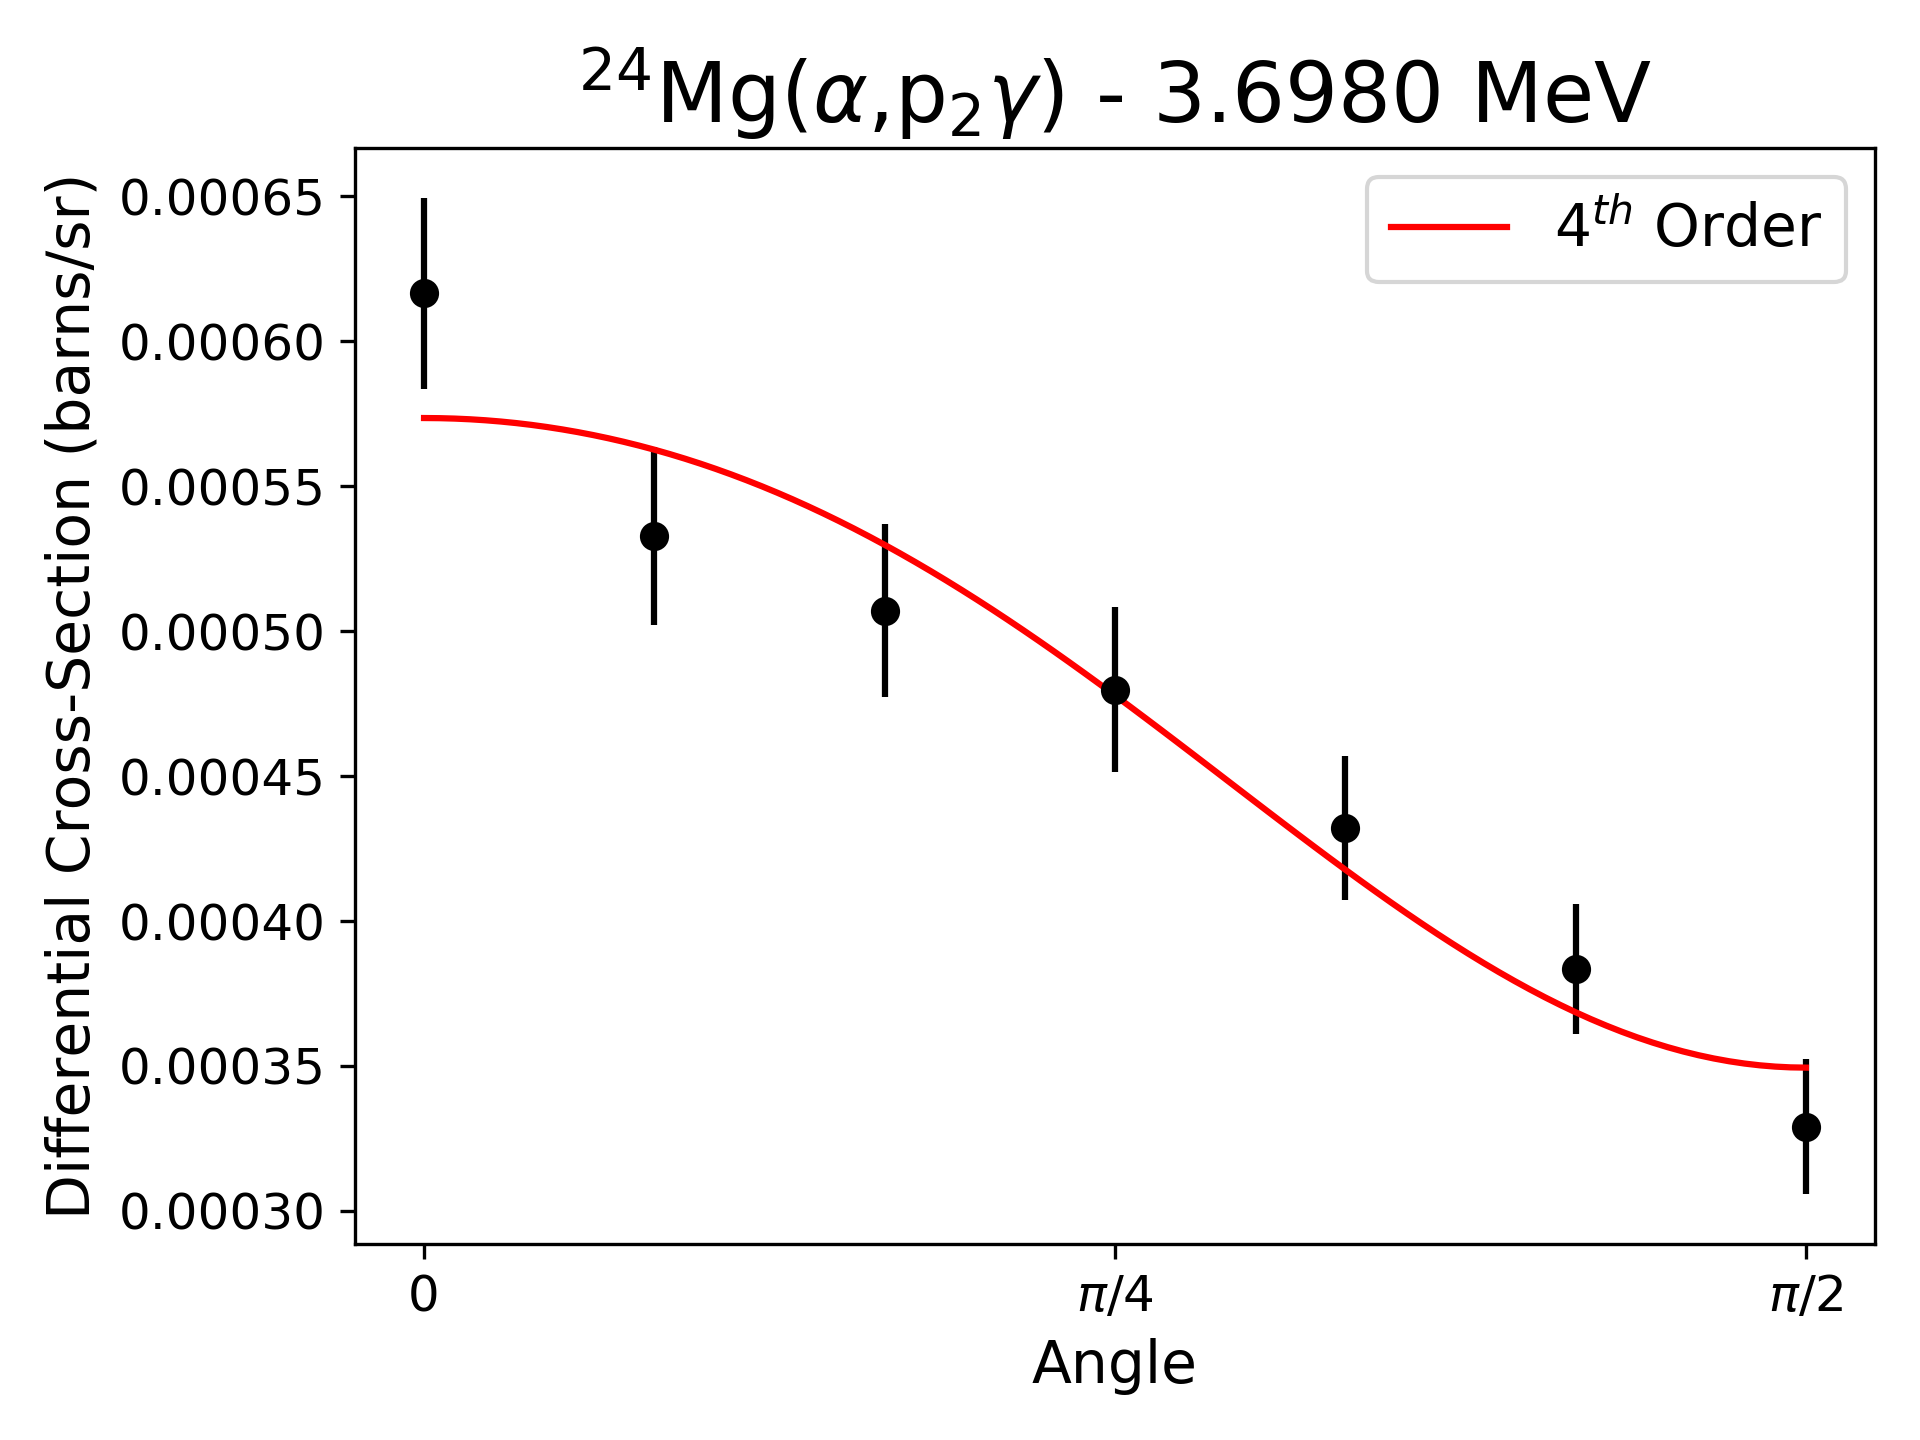 ²⁴Mg(α,p₂γ) - 3.6980 MeV
4ᵗʰ Order
Differential Cross-Section (barns/sr)
0.00065
0.00060
0.00055
0.00050
0.00045
0.00040
0.00035
0.00030
0
π/4
π/2
Angle